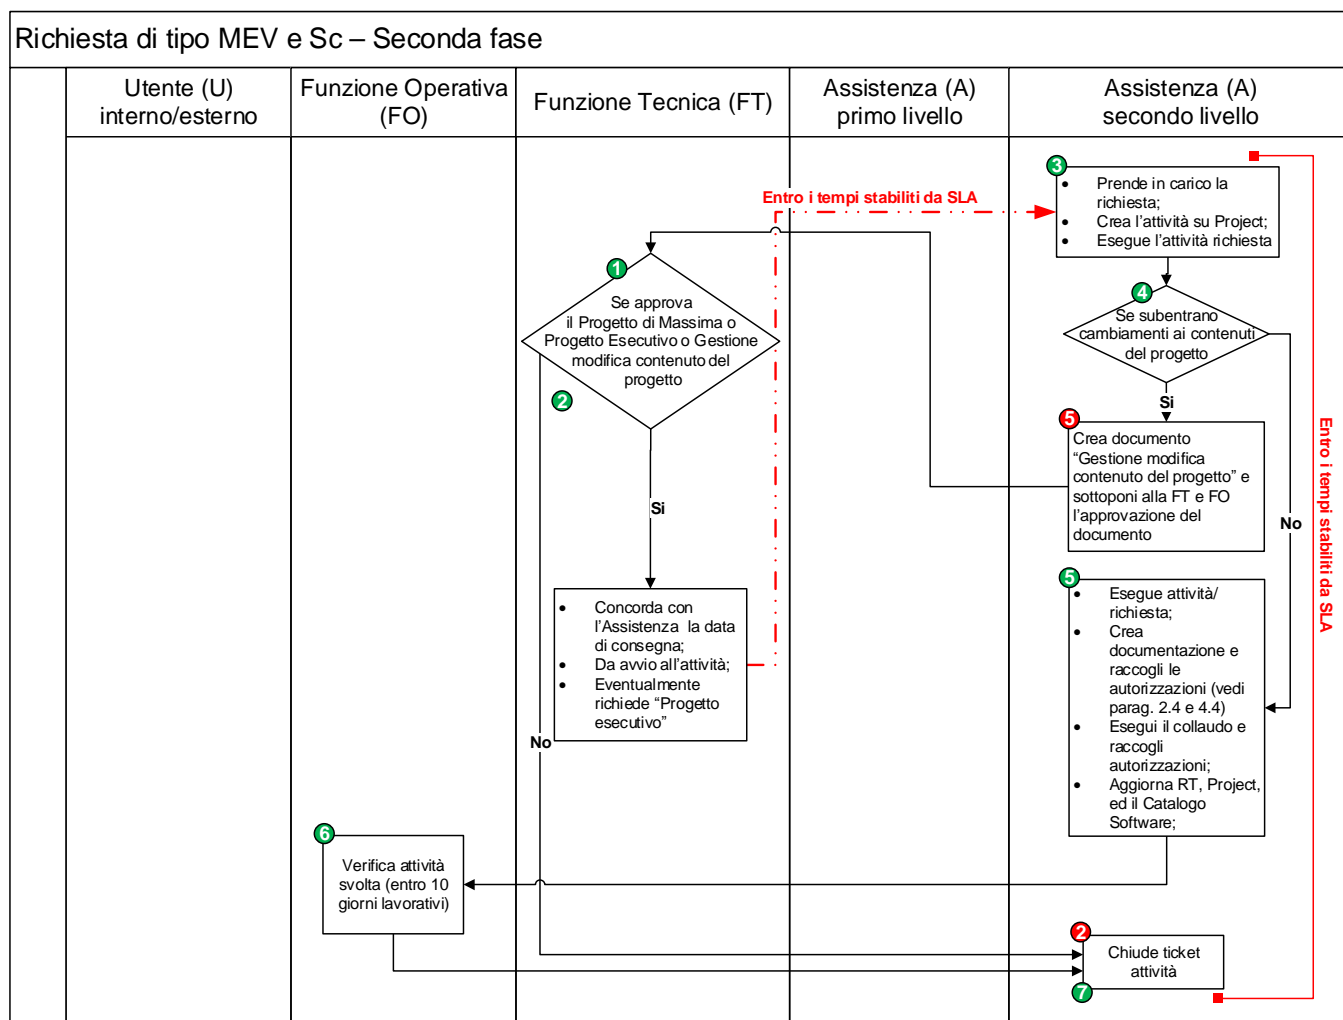 Richiesta di tipo MEV e Sc – Seconda fase
Utente (U)
interno/esterno
Funzione Operativa
(FO)
Funzione Tecnica (FT)
Assistenza (A)
primo livello
Assistenza (A)
secondo livello
3
• Prende in carico la
richiesta;
• Crea l'attività su Project;
• Esegue l'attività richiesta
Entro i tempi stabiliti da SLA
1
Se approva
il Progetto di Massima o
Progetto Esecutivo o Gestione
modifica contenuto del
progetto
2
4
Se subentrano
cambiamenti ai contenuti
del progetto
Si
No
5
Crea documento
“Gestione modifica
contenuto del progetto” e
sottoponi alla FT e FO
l'approvazione del
documento
Entro i tempi stabiliti da SLA
Si
• Concorda con
l'Assistenza la data
di consegna;
• Da avvio all'attività;
• Eventualmente
richiede “Progetto
esecutivo”
No
5
• Esegue attività/
richiesta;
• Crea
documentazione e
raccogli le
autorizzazioni (vedi
parag. 2.4 e 4.4)
• Esegui il collaudo e
raccogli
autorizzazioni;
• Aggiorna RT, Project,
ed il Catalogo
Software;
6
Verifica attività
svolta (entro 10
giorni lavorativi)
2
Chiude ticket
attività
7